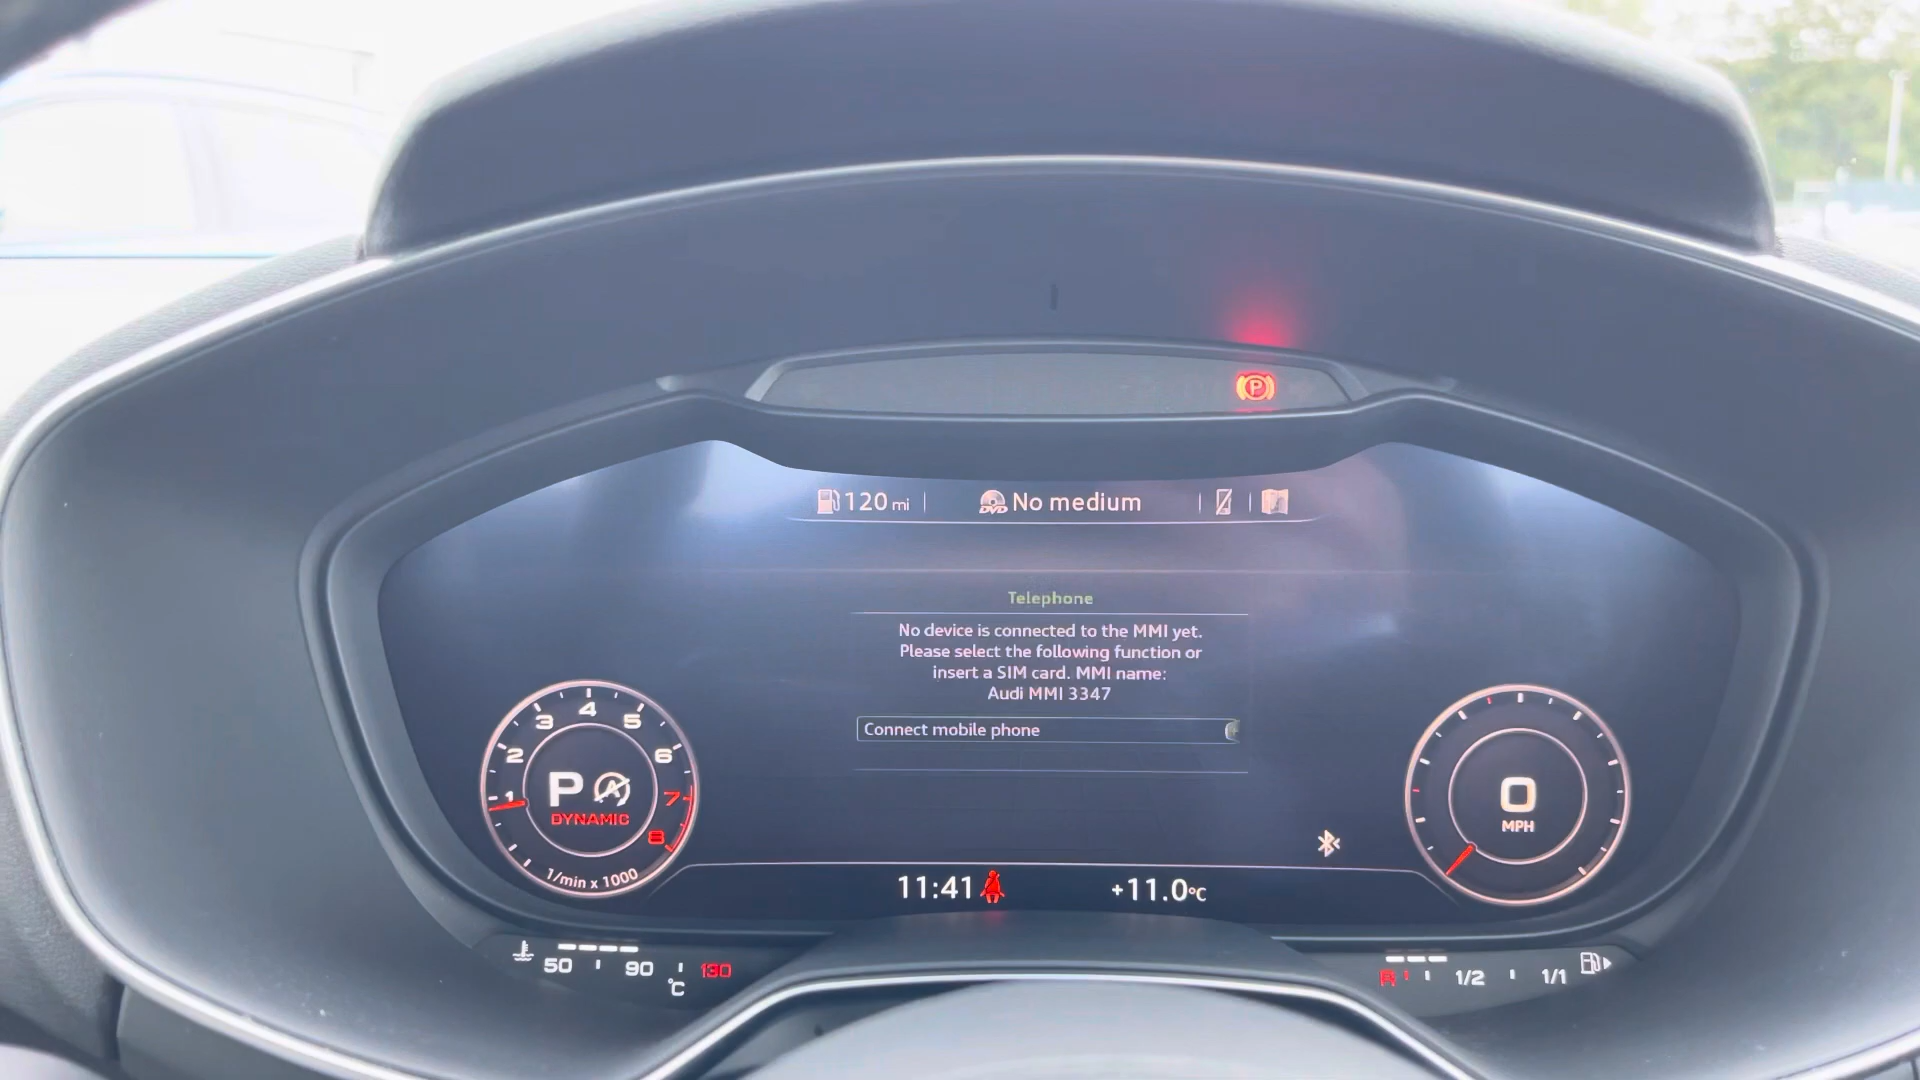 P
120 mi
DVD No medium
Telephone
No device is connected to the MMI yet.
Please select the following function or
insert a SIM card. MMI name:
Audi MMI 3347
Connect mobile phone
1 2 3 4 5 6 7 8
P A
DYNAMIC
1/min x 1000
0
MPH
11:41
+11.0°C
50 90 130
°C
R 1/2 1/1